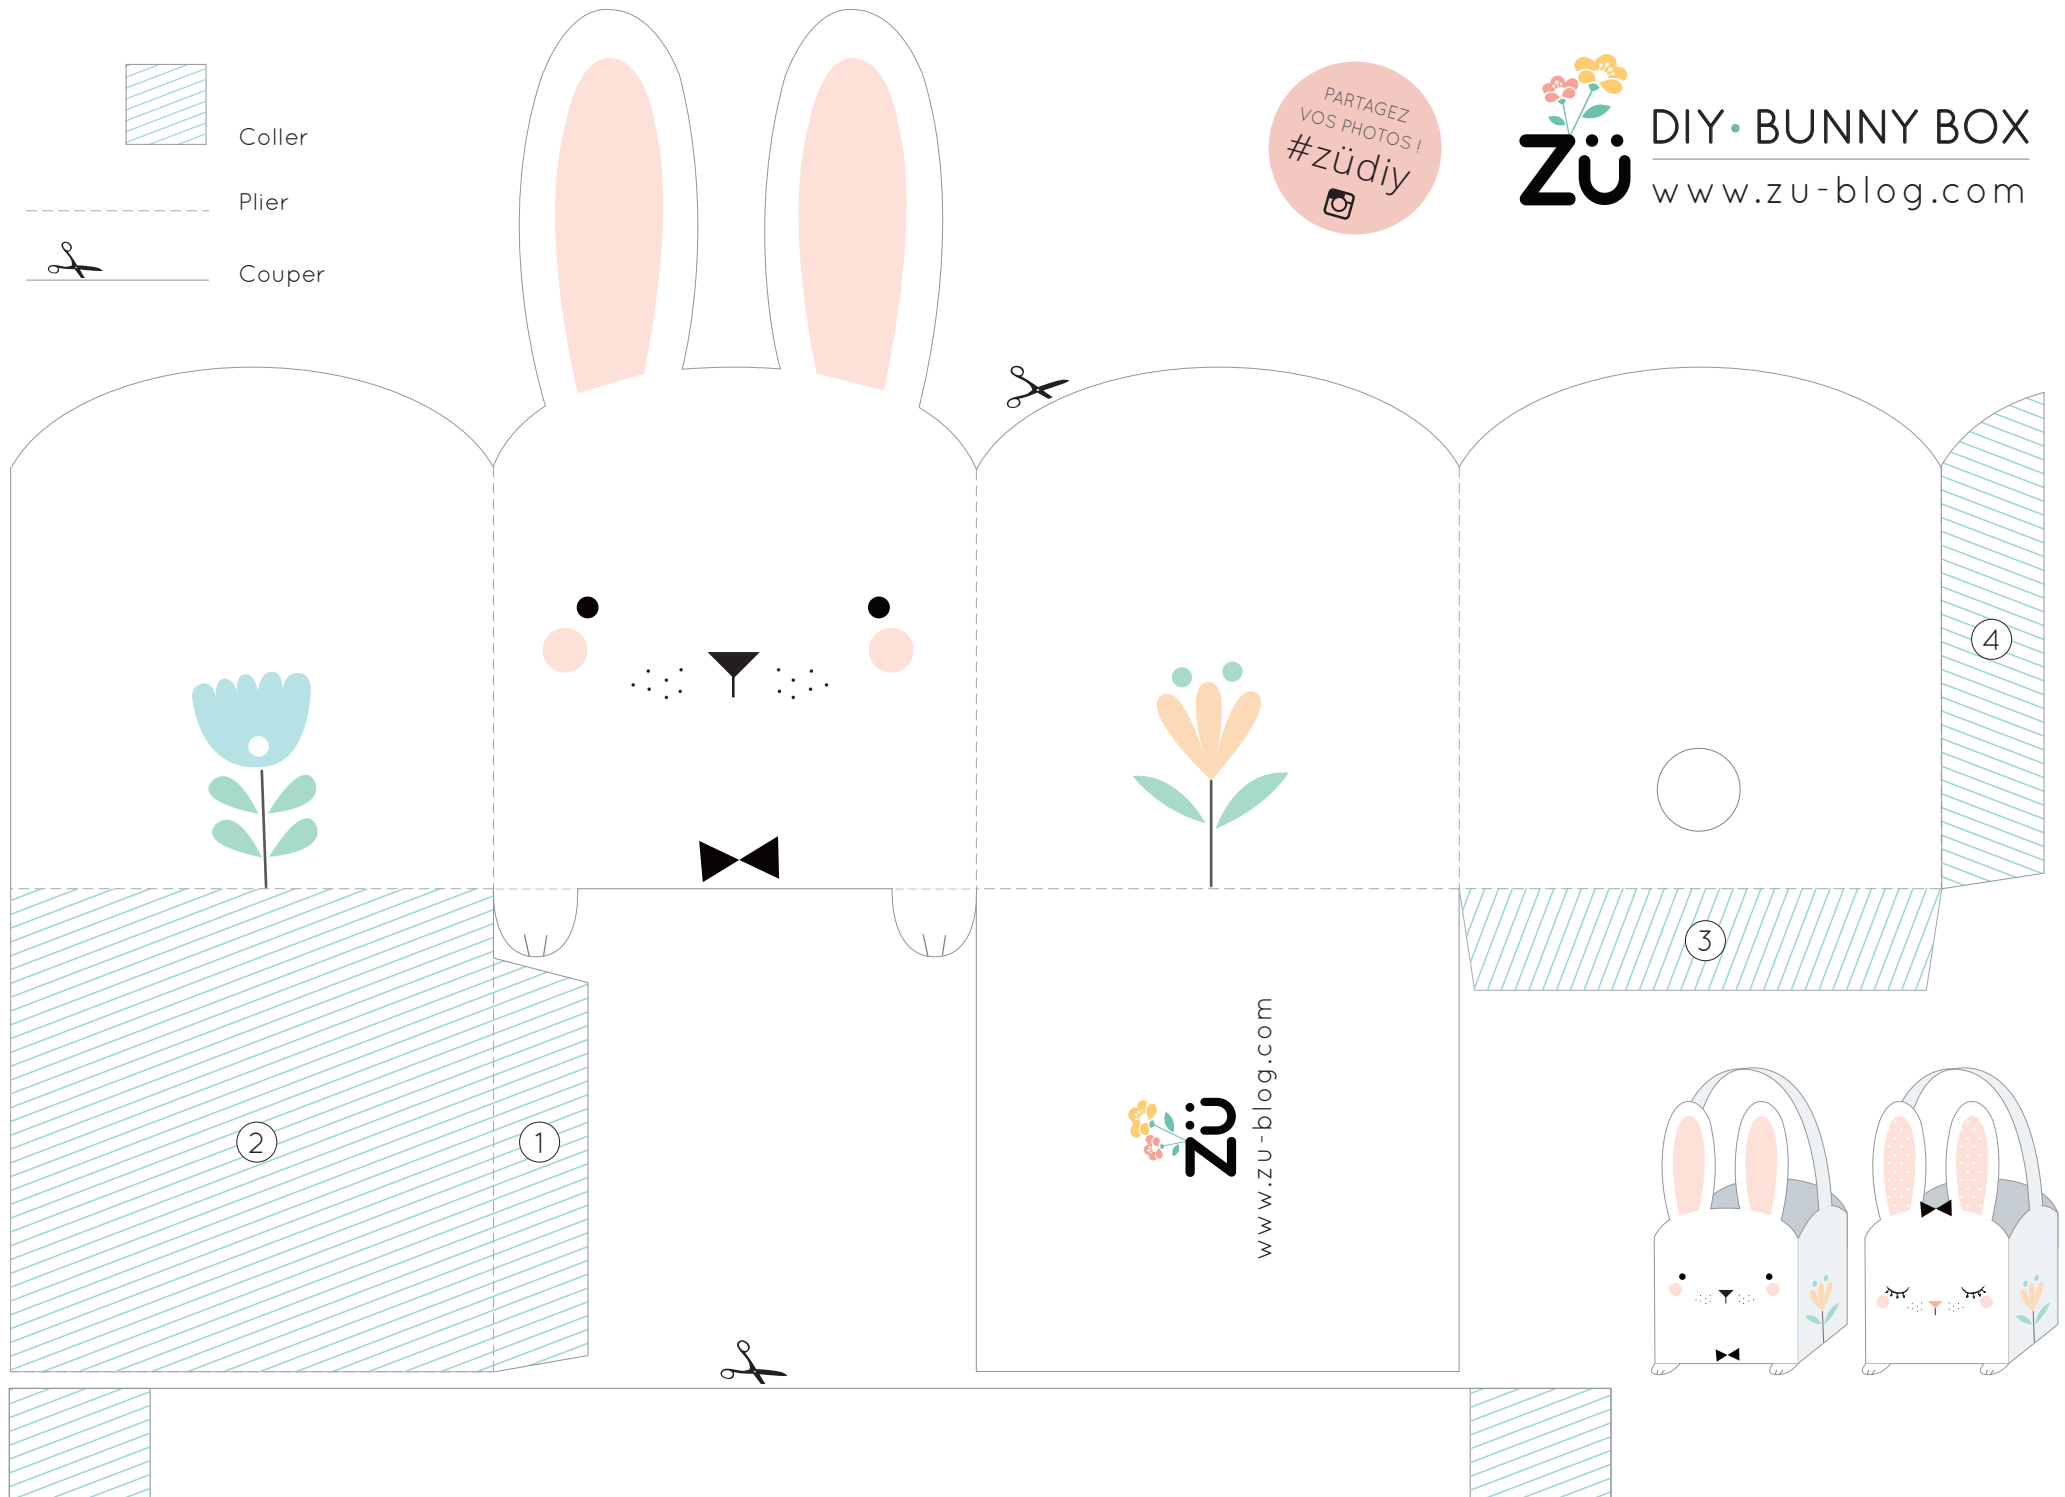 Coller
Plier
Couper
PARTAGEZ
VOS PHOTOS !
#züdiy
Zü
DIY · BUNNY BOX
www.zu-blog.com
4
3
2
1
Zü
www.zu-blog.com